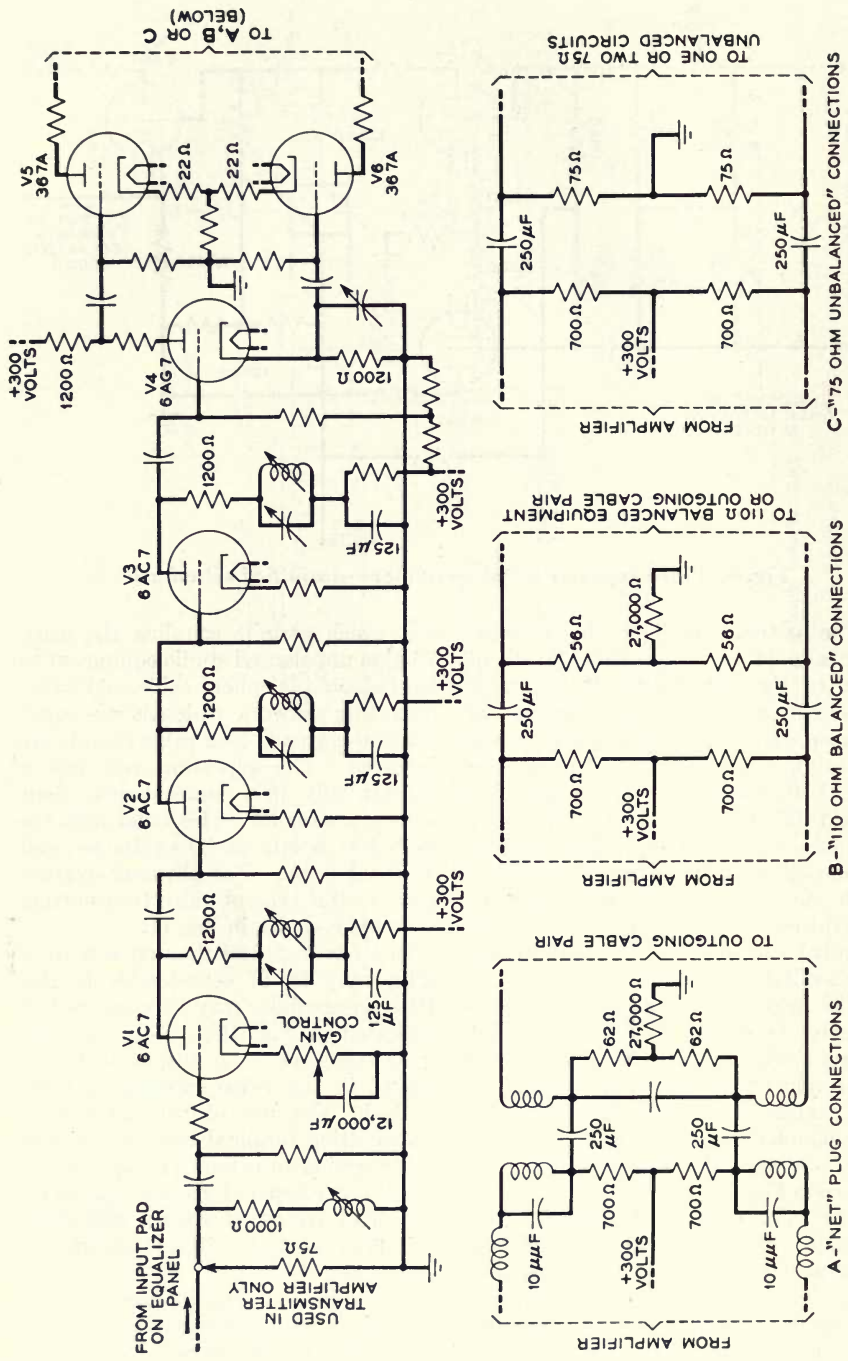 FROM INPUT PAD
ON EQUALIZER
PANEL
USED IN
TRANSMITTER
AMPLIFIER ONLY
75Ω
1000Ω
V1
6AC7
GAIN
CONTROL
12,000μF
1200Ω
125
μF
+300
VOLTS
V2
6AC7
1200Ω
125μF
+300
VOLTS
V3
6AC7
1200Ω
125μF
+300
VOLTS
+300
VOLTS
1200Ω
V4
6AG7
1200Ω
V5
367A
22Ω
22Ω
V6
367A
TO A,B OR C
(BELOW)
FROM AMPLIFIER
10μμF
700Ω
+300
VOLTS
700Ω
10μμF
250
μF
250
μF
62Ω
27,000Ω
62Ω
TO OUTGOING CABLE PAIR
A-"NET" PLUG CONNECTIONS
FROM AMPLIFIER
700Ω
+300
VOLTS
700Ω
250μF
250μF
56Ω
27,000Ω
56Ω
TO 110Ω BALANCED EQUIPMENT
OR OUTGOING CABLE PAIR
B-"110 OHM BALANCED" CONNECTIONS
FROM AMPLIFIER
700Ω
+300
VOLTS
700Ω
250μF
250μF
75Ω
75Ω
TO ONE OR TWO 75Ω
UNBALANCED CIRCUITS
C-"75 OHM UNBALANCED" CONNECTIONS